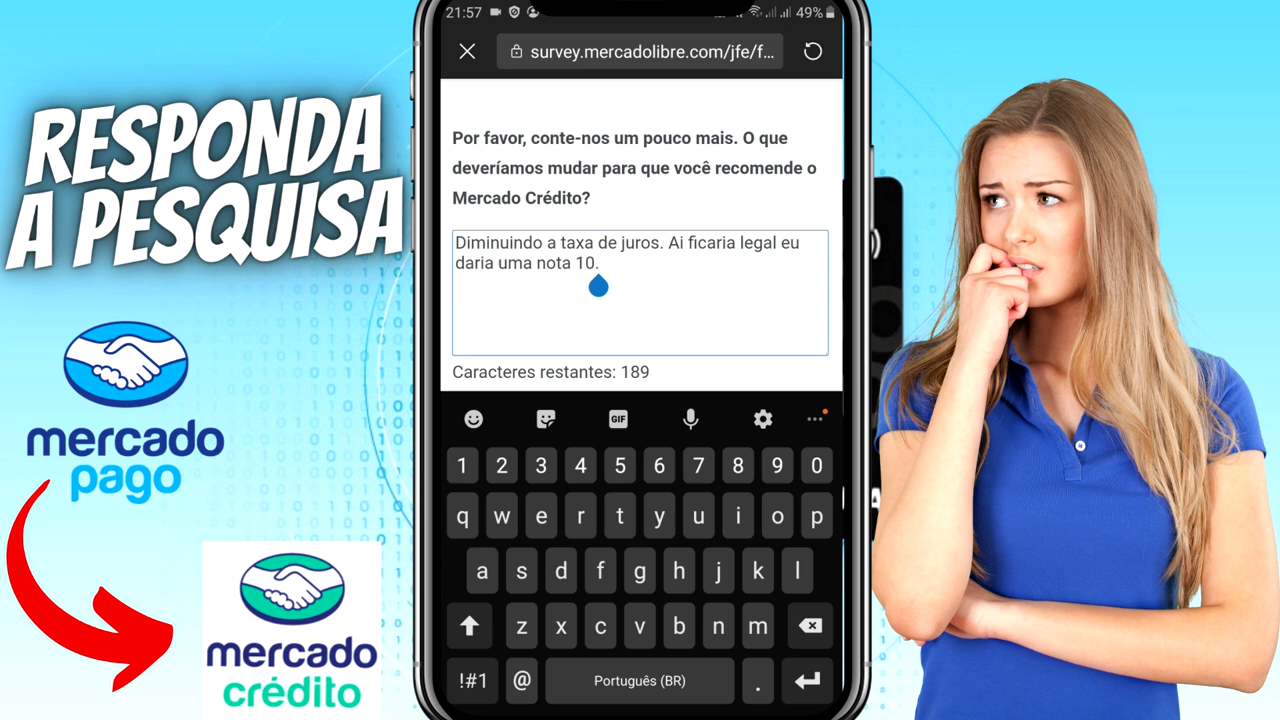 RESPONDA
A PESQUISA
mercado
pago
mercado
crédito
21:57
49%
survey.mercadolibre.com/jfe/f...
Por favor, conte-nos um pouco mais. O que
deveríamos mudar para que você recomende o
Mercado Crédito?
Diminuindo a taxa de juros. Ai ficaria legal eu
daria uma nota 10.
Caracteres restantes: 189
GIF
1 2 3 4 5 6 7 8 9 0
q w e r t y u i o p
a s d f g h j k l
z x c v b n m
!#1 @ Português (BR) .